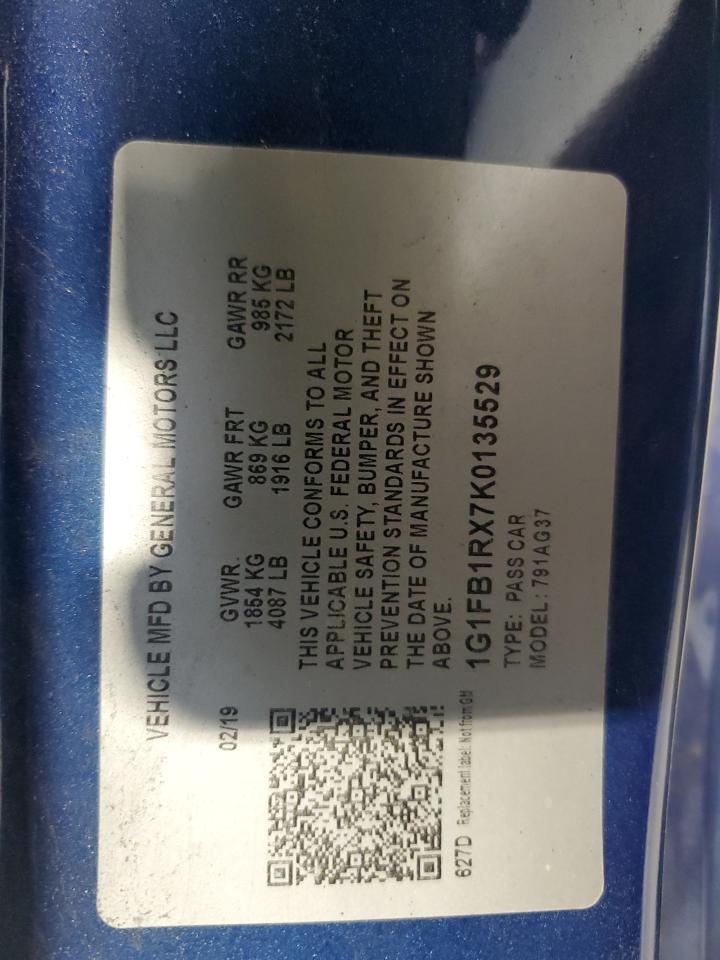 VEHICLE MFD BY GENERAL MOTORS LLC
02/19
GVWR. GAWR FRT GAWR RR
1854 KG 869 KG 985 KG
4087 LB 1916 LB 2172 LB
THIS VEHICLE CONFORMS TO ALL
APPLICABLE U.S. FEDERAL MOTOR
VEHICLE SAFETY, BUMPER, AND THEFT
PREVENTION STANDARDS IN EFFECT ON
THE DATE OF MANUFACTURE SHOWN
ABOVE.
627D Replacement label: Not from GM
1G1FB1RX7K0135529
TYPE: PASS CAR
MODEL: 791AG37